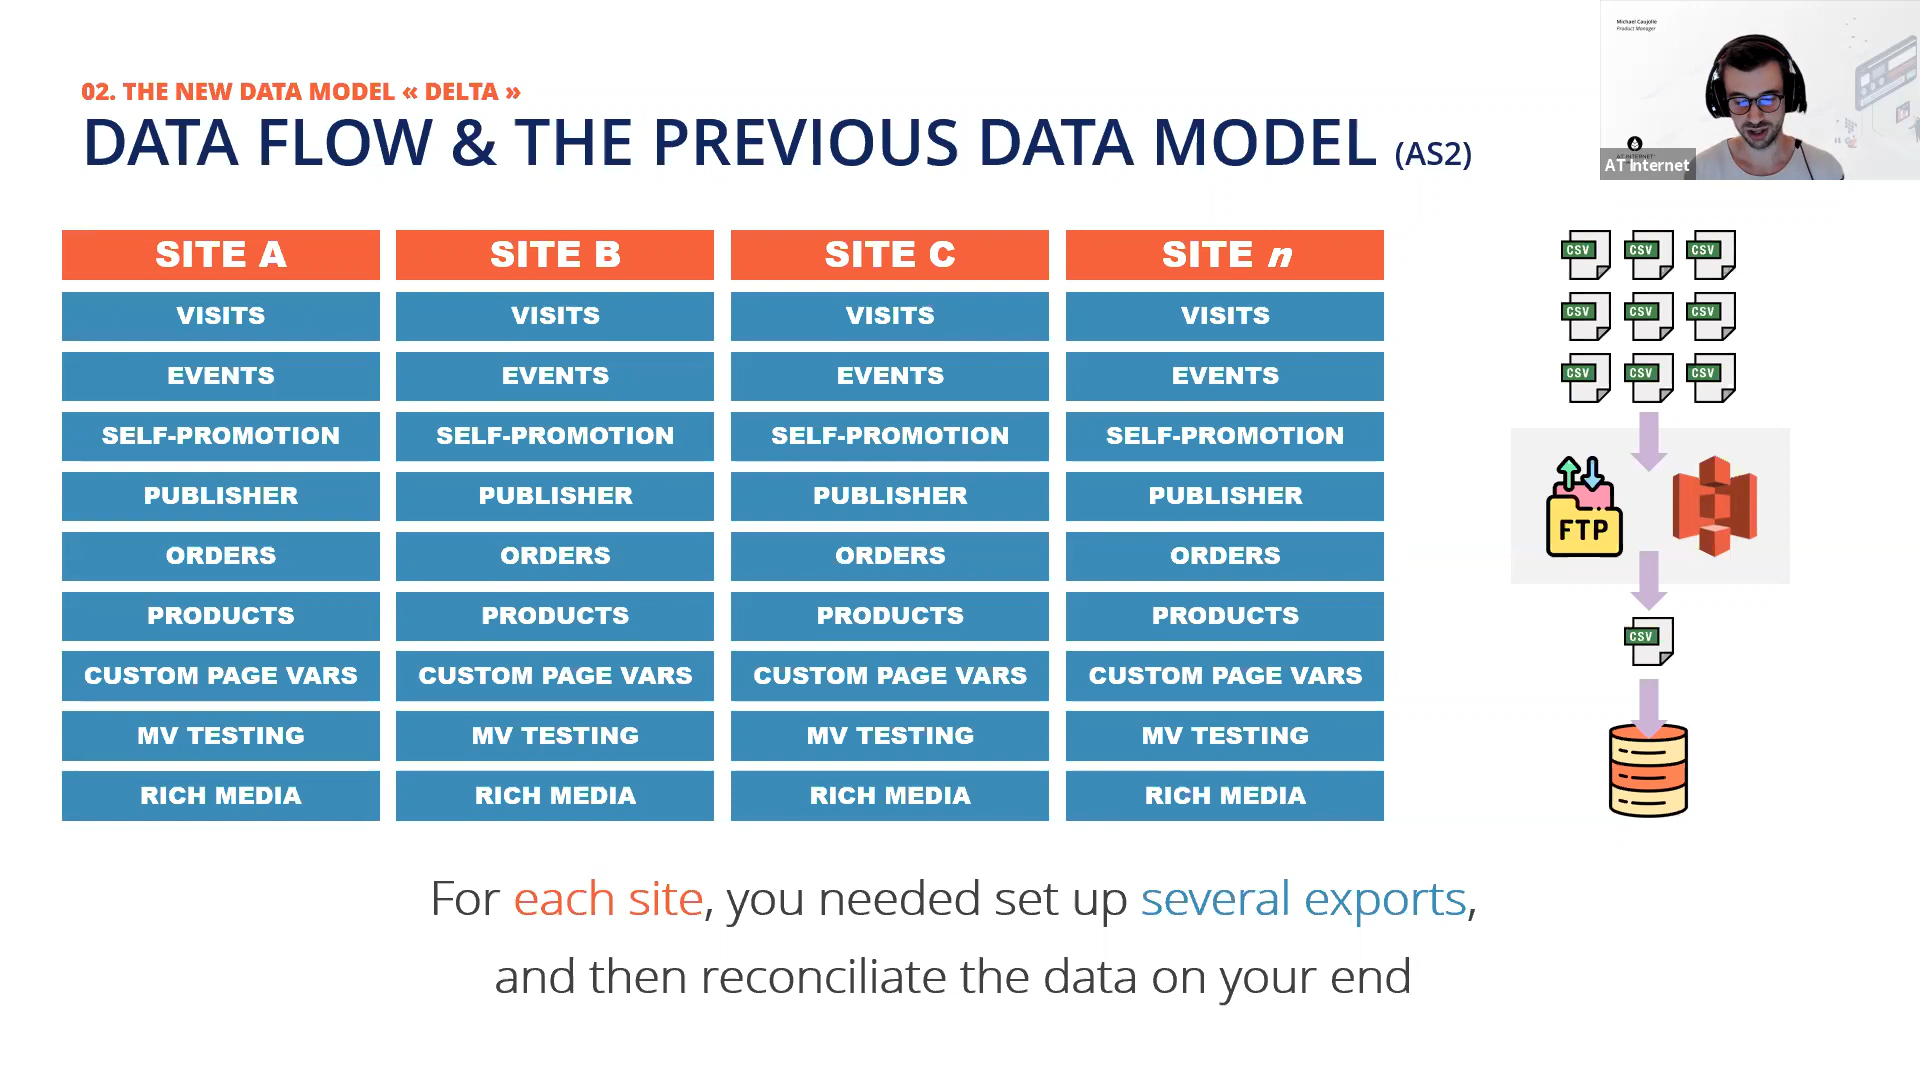 02. THE NEW DATA MODEL « DELTA »
DATA FLOW & THE PREVIOUS DATA MODEL (AS2)
Michael Caujolle
Product Manager
AT Internet
SITE A SITE B SITE C SITE n
VISITS VISITS VISITS VISITS
EVENTS EVENTS EVENTS EVENTS
SELF-PROMOTION SELF-PROMOTION SELF-PROMOTION SELF-PROMOTION
PUBLISHER PUBLISHER PUBLISHER PUBLISHER
ORDERS ORDERS ORDERS ORDERS
PRODUCTS PRODUCTS PRODUCTS PRODUCTS
CUSTOM PAGE VARS CUSTOM PAGE VARS CUSTOM PAGE VARS CUSTOM PAGE VARS
MV TESTING MV TESTING MV TESTING MV TESTING
RICH MEDIA RICH MEDIA RICH MEDIA RICH MEDIA
CSV CSV CSV
CSV CSV CSV
CSV CSV CSV
FTP
CSV
For each site, you needed set up several exports,
and then reconciliate the data on your end